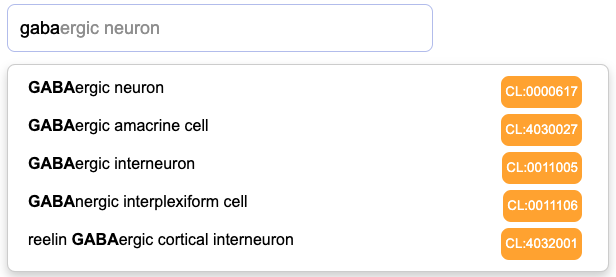 gabaergic neuron
GABAergic neuron CL:0000617
GABAergic amacrine cell CL:4030027
GABAergic interneuron CL:0011005
GABAnergic interplexiform cell CL:0011106
reelin GABAergic cortical interneuron CL:4032001